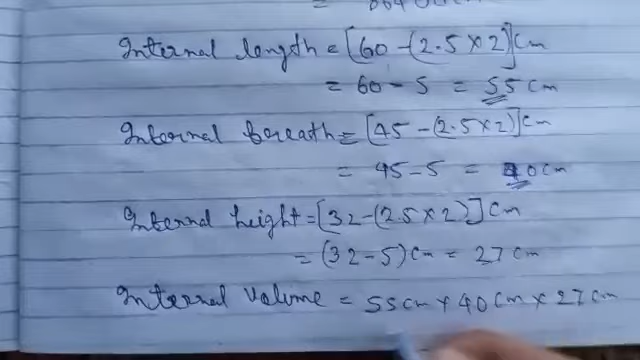 Internal length = [60 - (2.5 × 2)] cm
= 60 - 5 = 55 cm
Internal breath = [45 - (2.5 × 2)] cm
= 45 - 5 = 40 cm
Internal height = [32 - (2.5 × 2)] cm
= (32 - 5) cm = 27 cm
Internal volume = 55 cm × 40 cm × 27 cm